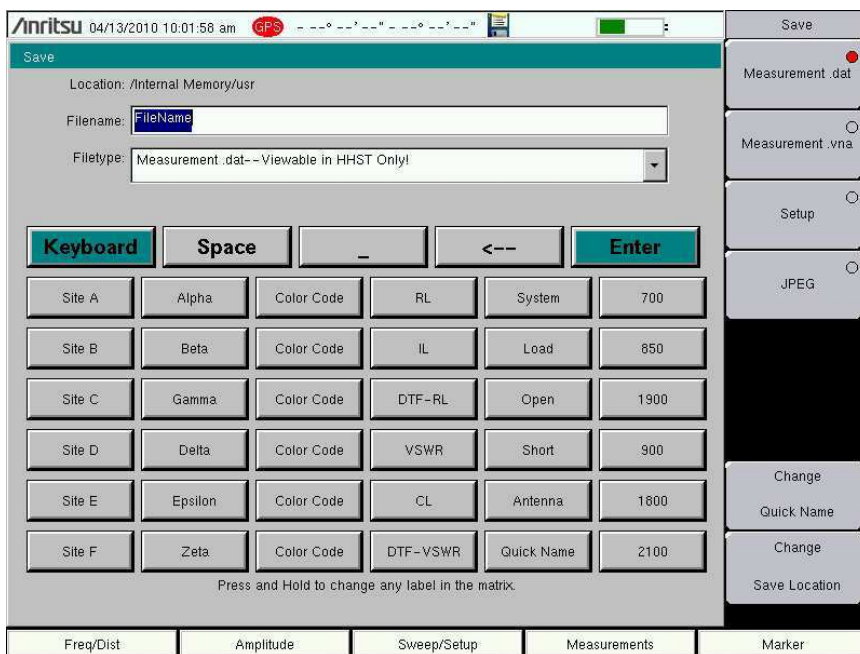 /Inritsu 04/13/2010 10:01:58 am GPS - --° --'--"- --° --'--"
Save
Save
Location: /Internal Memory/usr
Filename: FileName
Filetype: Measurement .dat--Viewable in HHST Only!
Keyboard Space _ <-- Enter
Site A Alpha Color Code RL System 700
Site B Beta Color Code IL Load 850
Site C Gamma Color Code DTF-RL Open 1900
Site D Delta Color Code VSWR Short 900
Site E Epsilon Color Code CL Antenna 1800
Site F Zeta Color Code DTF-VSWR Quick Name 2100
Press and Hold to change any label in the matrix.
Measurement .dat
Measurement .vna
Setup
JPEG
Change
Quick Name
Change
Save Location
Freq/Dist Amplitude Sweep/Setup Measurements Marker